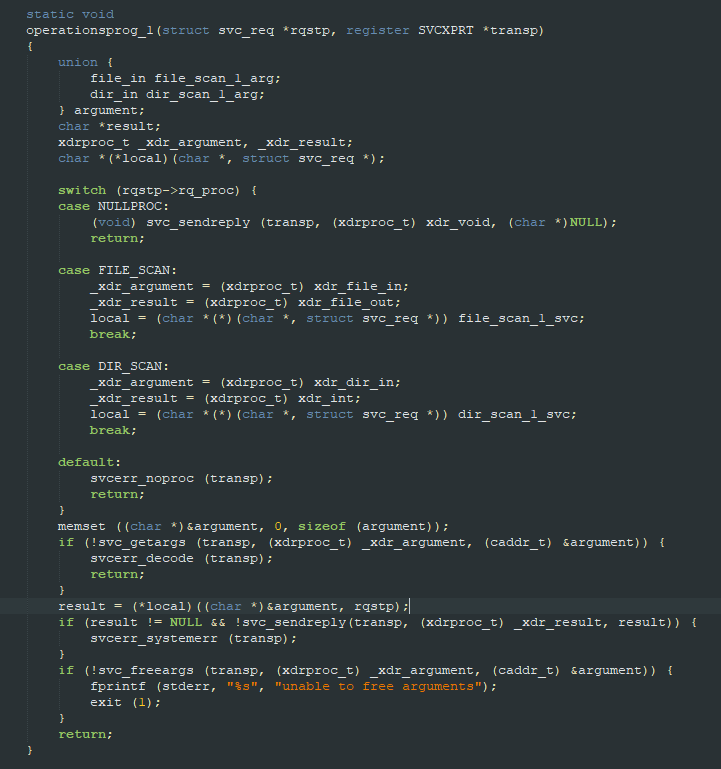 static void
operationsprog_1(struct svc_req *rqstp, register SVCXPRT *transp)
{
    union {
        file_in file_scan_1_arg;
        dir_in dir_scan_1_arg;
    } argument;
    char *result;
    xdrproc_t _xdr_argument, _xdr_result;
    char *(*local)(char *, struct svc_req *);

    switch (rqstp->rq_proc) {
    case NULLPROC:
        (void) svc_sendreply (transp, (xdrproc_t) xdr_void, (char *)NULL);
        return;

    case FILE_SCAN:
        _xdr_argument = (xdrproc_t) xdr_file_in;
        _xdr_result = (xdrproc_t) xdr_file_out;
        local = (char *(*)(char *, struct svc_req *)) file_scan_1_svc;
        break;

    case DIR_SCAN:
        _xdr_argument = (xdrproc_t) xdr_dir_in;
        _xdr_result = (xdrproc_t) xdr_int;
        local = (char *(*)(char *, struct svc_req *)) dir_scan_1_svc;
        break;

    default:
        svcerr_noproc (transp);
        return;
    }
    memset ((char *)&argument, 0, sizeof (argument));
    if (!svc_getargs (transp, (xdrproc_t) _xdr_argument, (caddr_t) &argument)) {
        svcerr_decode (transp);
        return;
    }
    result = (*local)((char *)&argument, rqstp);
    if (result != NULL && !svc_sendreply(transp, (xdrproc_t) _xdr_result, result)) {
        svcerr_systemerr (transp);
    }
    if (!svc_freeargs (transp, (xdrproc_t) _xdr_argument, (caddr_t) &argument)) {
        fprintf (stderr, "%s", "unable to free arguments");
        exit (1);
    }
    return;
}